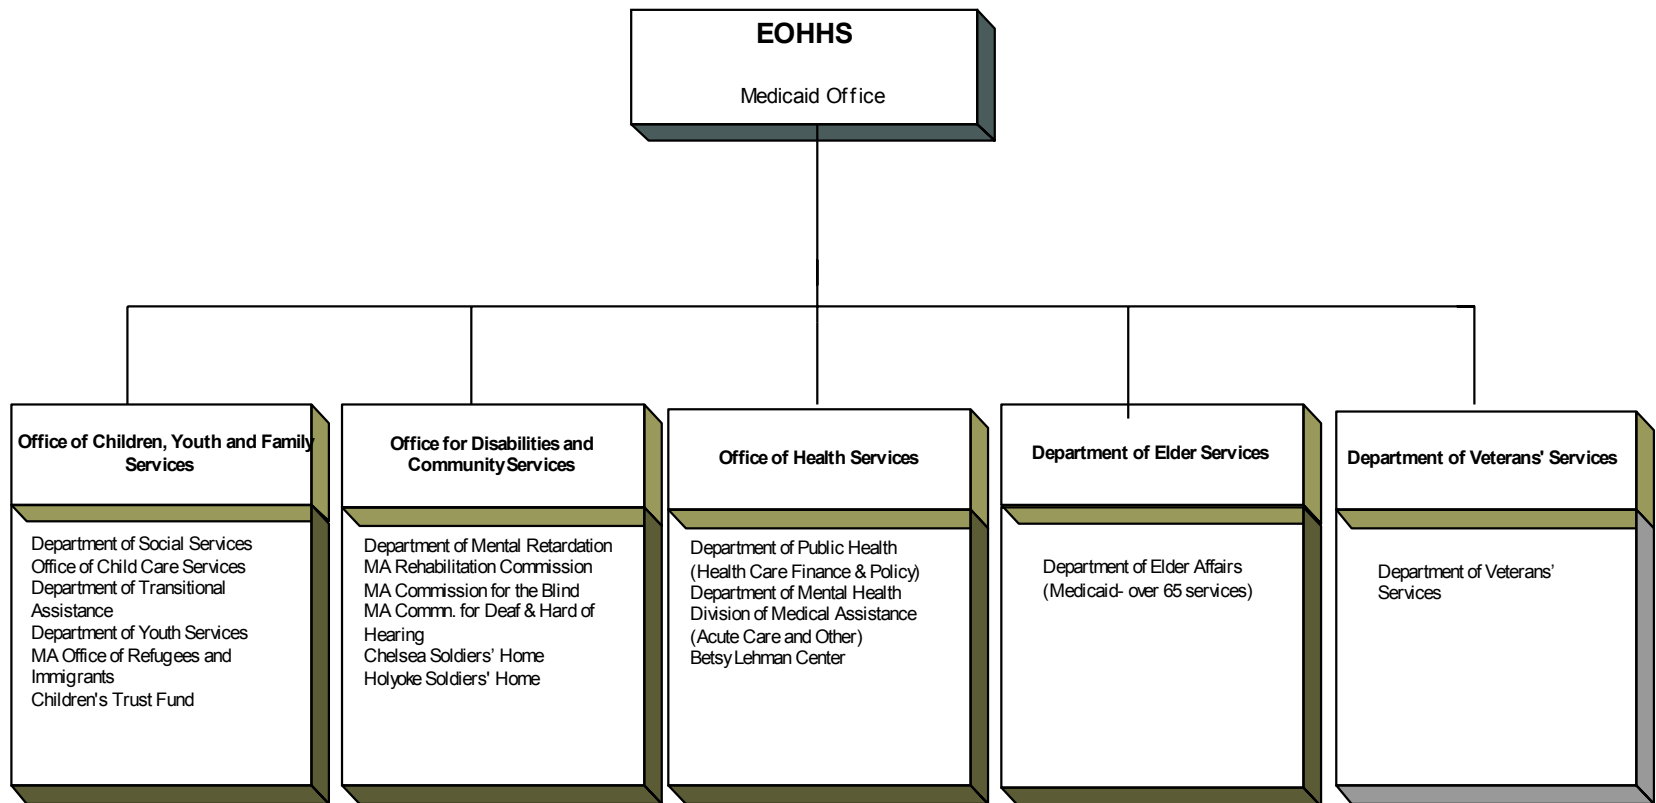 EOHHS
Medicaid Office
Office of Children, Youth and Family
Services
Department of Social Services
Office of Child Care Services
Department of Transitional
Assistance
Department of Youth Services
MA Office of Refugees and
Immigrants
Children's Trust Fund
Office for Disabilities and
Community Services
Department of Mental Retardation
MA Rehabilitation Commission
MA Commission for the Blind
MA Commn. for Deaf & Hard of
Hearing
Chelsea Soldiers’ Home
Holyoke Soldiers' Home
Office of Health Services
Department of Public Health
(Health Care Finance & Policy)
Department of Mental Health
Division of Medical Assistance
(Acute Care and Other)
Betsy Lehman Center
Department of Elder Services
Department of Elder Affairs
(Medicaid- over 65 services)
Department of Veterans' Services
Department of Veterans’
Services